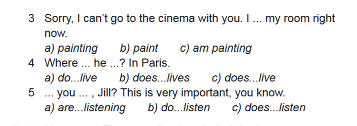 3 Sorry, I can't go to the cinema with you. I ... my room right
now.
a) painting b) paint c) am painting
4 Where ... he ...? In Paris.
a) do...live b) does...lives c) does...live
5 ... you ... , Jill? This is very important, you know.
a) are...listening b) do...listen c) does...listen